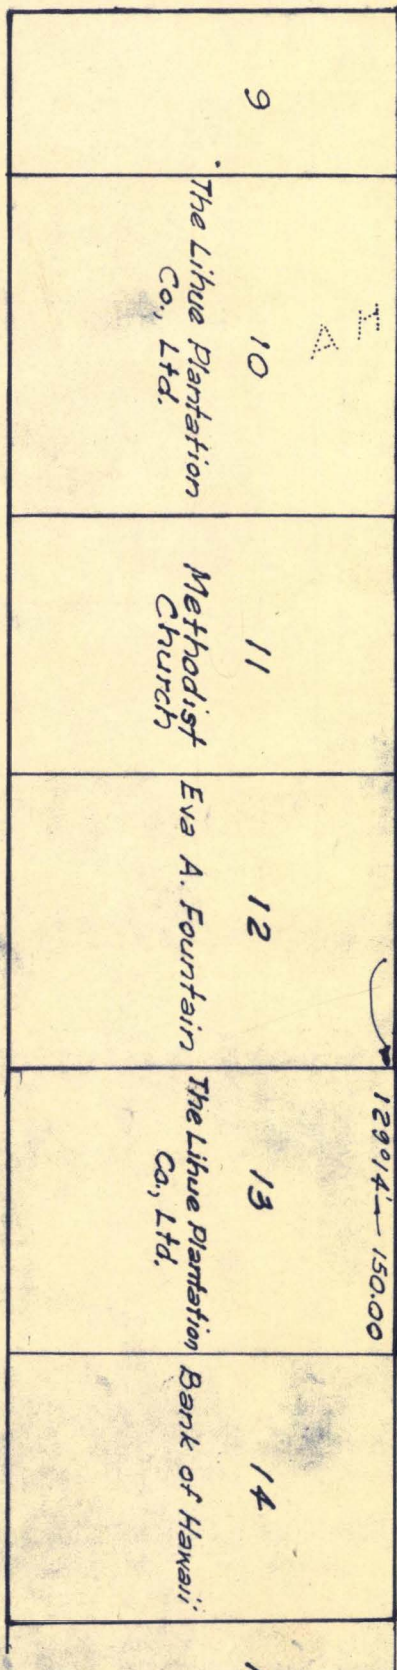 9
10
The Lihue Plantation
Co., Ltd.
11
Methodist
Church
12
Eva A. Fountain
129°14' — 150.00
13
The Lihue Plantation
Co., Ltd.
14
Bank of Hawaii